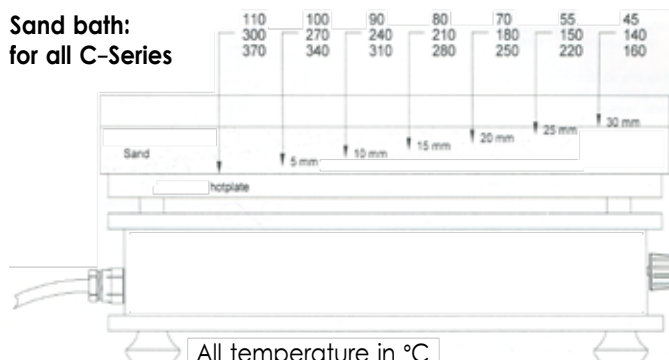 Sand bath:
for all C-Series
110 100 90 80 70 55 45
300 270 240 210 180 150 140
370 340 310 280 250 220 160
30 mm
25 mm
20 mm
15 mm
10 mm
5 mm
Sand
hotplate
All temperature in °C